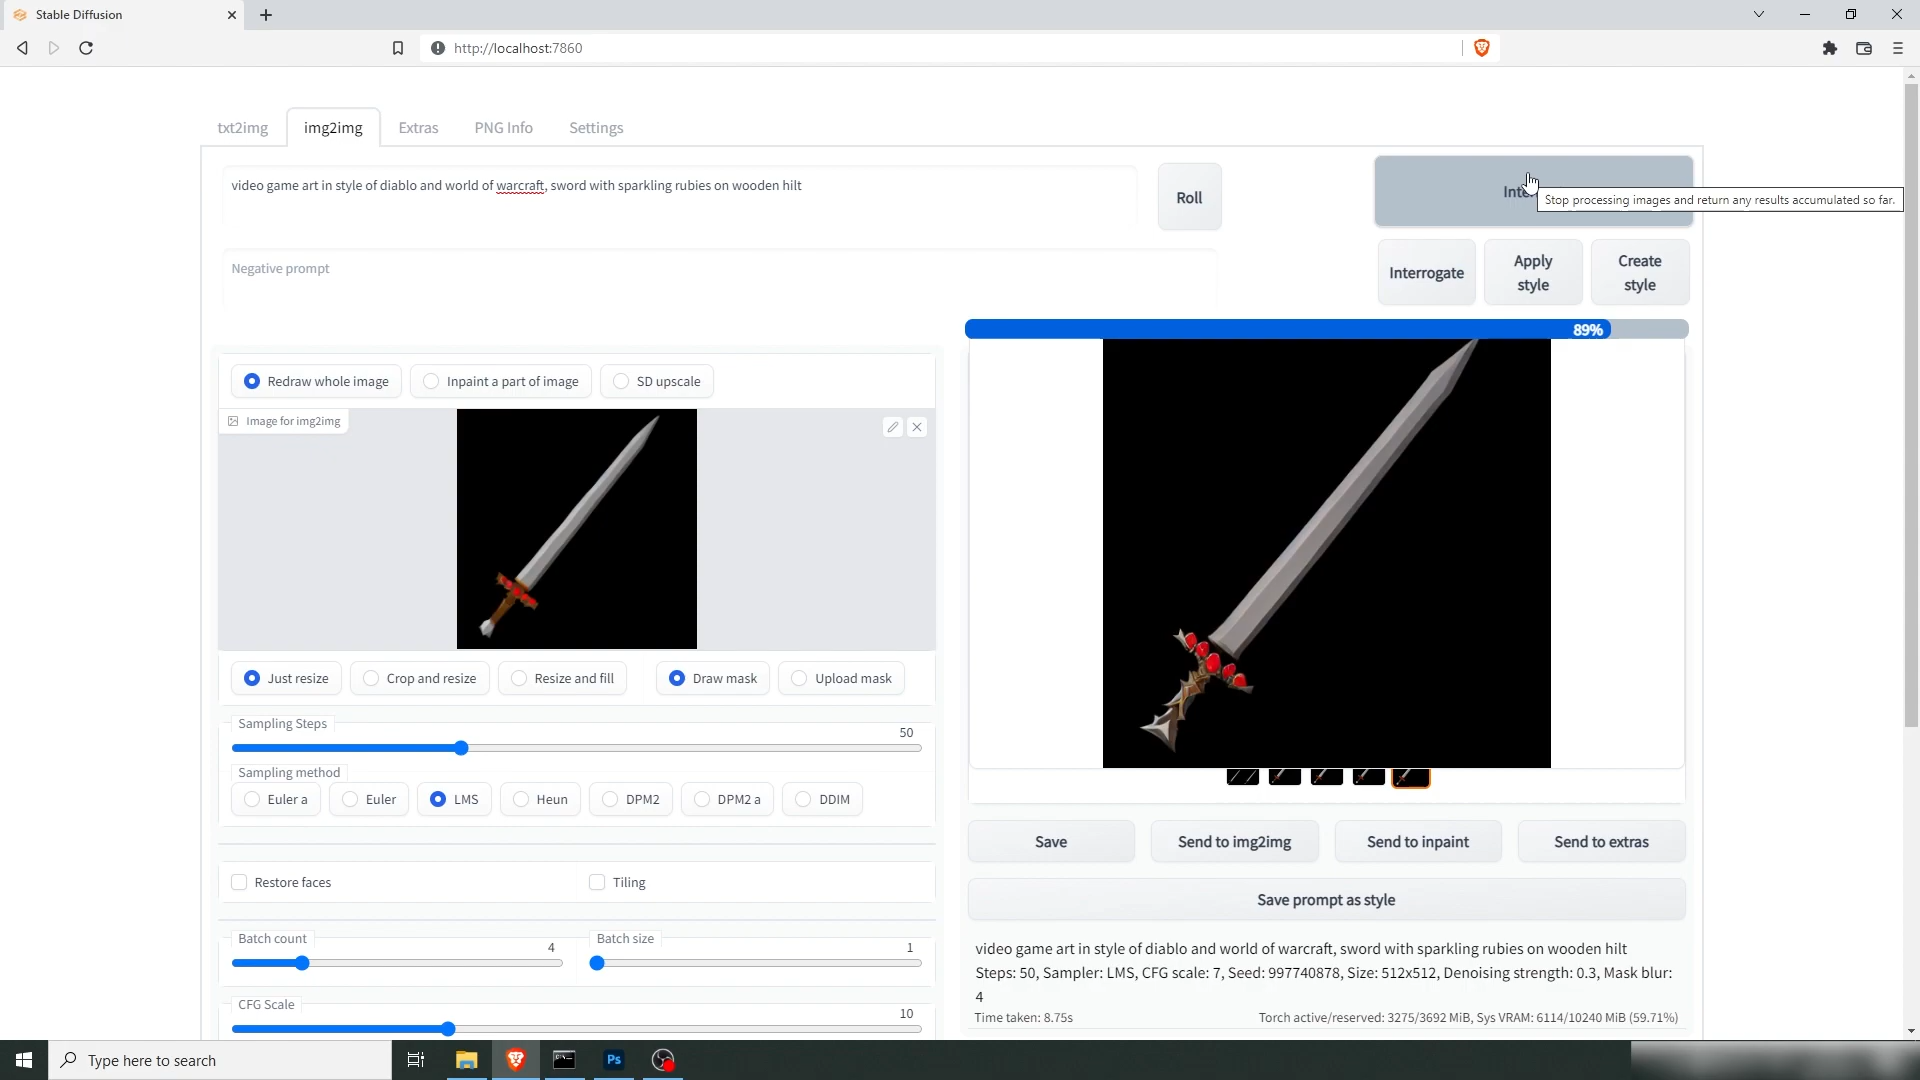 Stable Diffusion
http://localhost:7860
txt2img
img2img
Extras
PNG Info
Settings
video game art in style of diablo and world of warcraft, sword with sparkling rubies on wooden hilt
Roll
Stop processing images and return any results accumulated so far.
Negative prompt
Interrogate
Apply
style
Create
style
89%
Redraw whole image
Inpaint a part of image
SD upscale
Image for img2img
Just resize
Crop and resize
Resize and fill
Draw mask
Upload mask
Sampling Steps
50
Sampling method
Euler a
Euler
LMS
Heun
DPM2
DPM2 a
DDIM
Restore faces
Tiling
Batch count
4
Batch size
1
CFG Scale
10
Save
Send to img2img
Send to inpaint
Send to extras
Save prompt as style
video game art in style of diablo and world of warcraft, sword with sparkling rubies on wooden hilt
Steps: 50, Sampler: LMS, CFG scale: 7, Seed: 997740878, Size: 512x512, Denoising strength: 0.3, Mask blur:
4
Time taken: 8.75s
Torch active/reserved: 3275/3692 MiB, Sys VRAM: 6114/10240 MiB (59.71%)
Type here to search
Ps